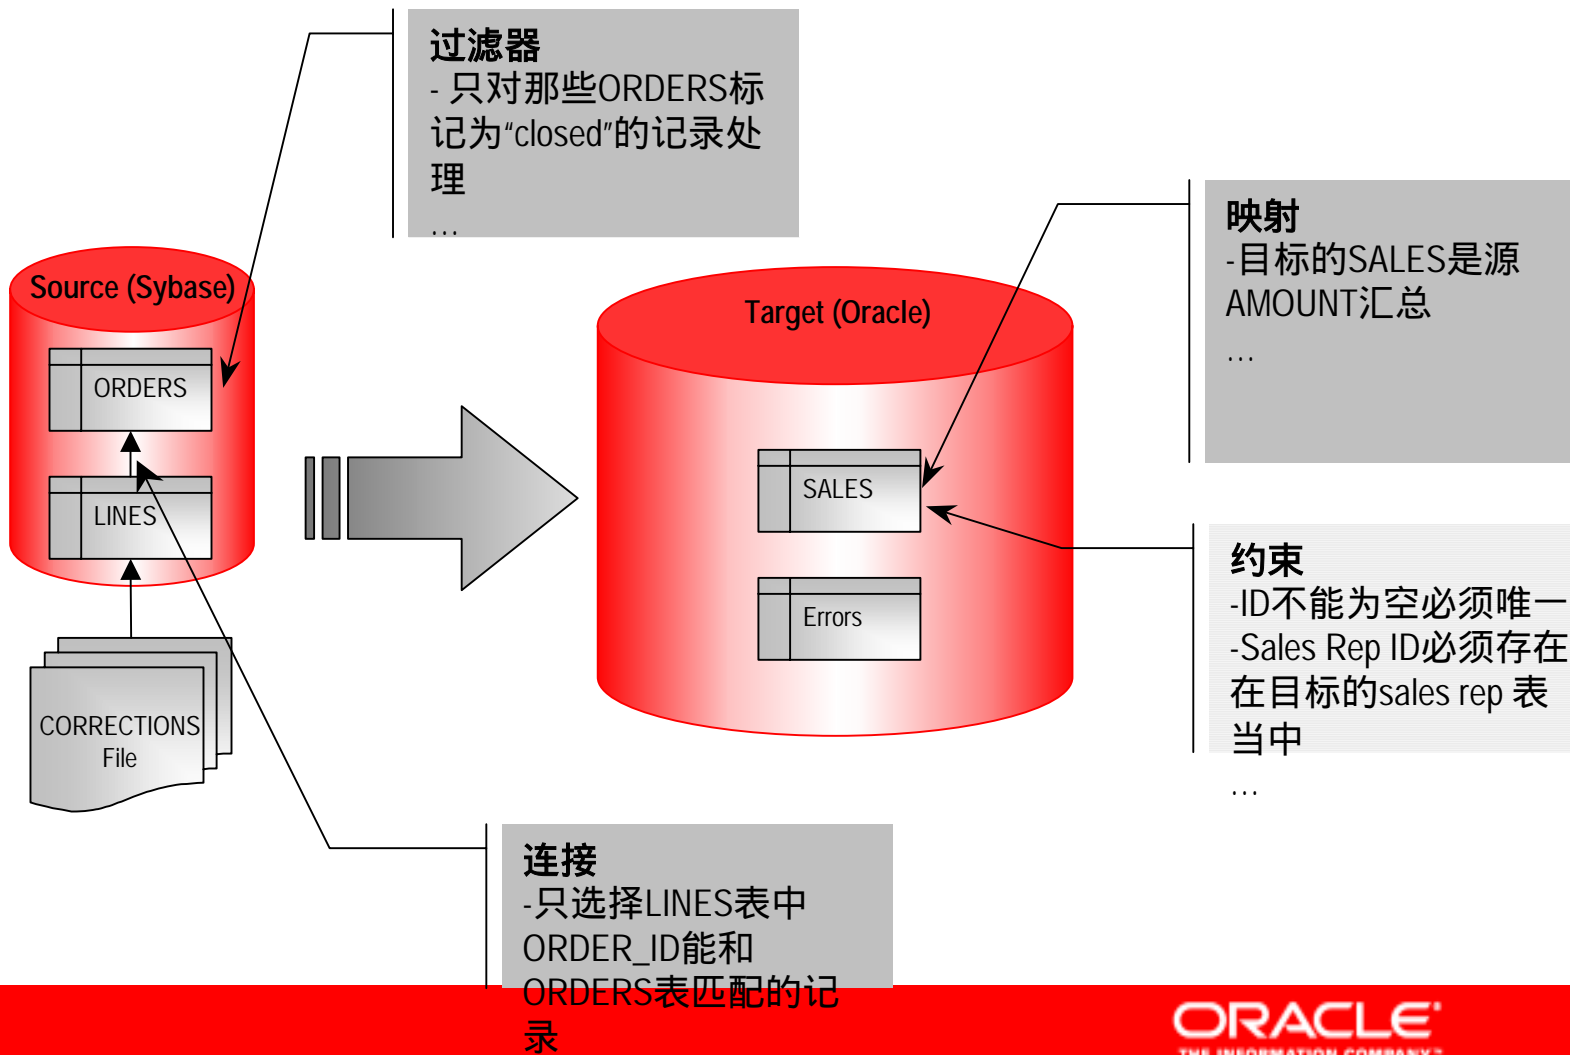 过滤器
- 只对那些ORDERS标
记为“closed”的记录处
理
…
Source (Sybase)
ORDERS
LINES
CORRECTIONS
File
Target (Oracle)
SALES
Errors
映射
-目标的SALES是源
AMOUNT汇总
…
约束
-ID不能为空必须唯一
-Sales Rep ID必须存在
在目标的sales rep 表
当中
…
连接
-只选择LINES表中
ORDER_ID能和
ORDERS表匹配的记
录
ORACLE
THE INFORMATION COMPANY™